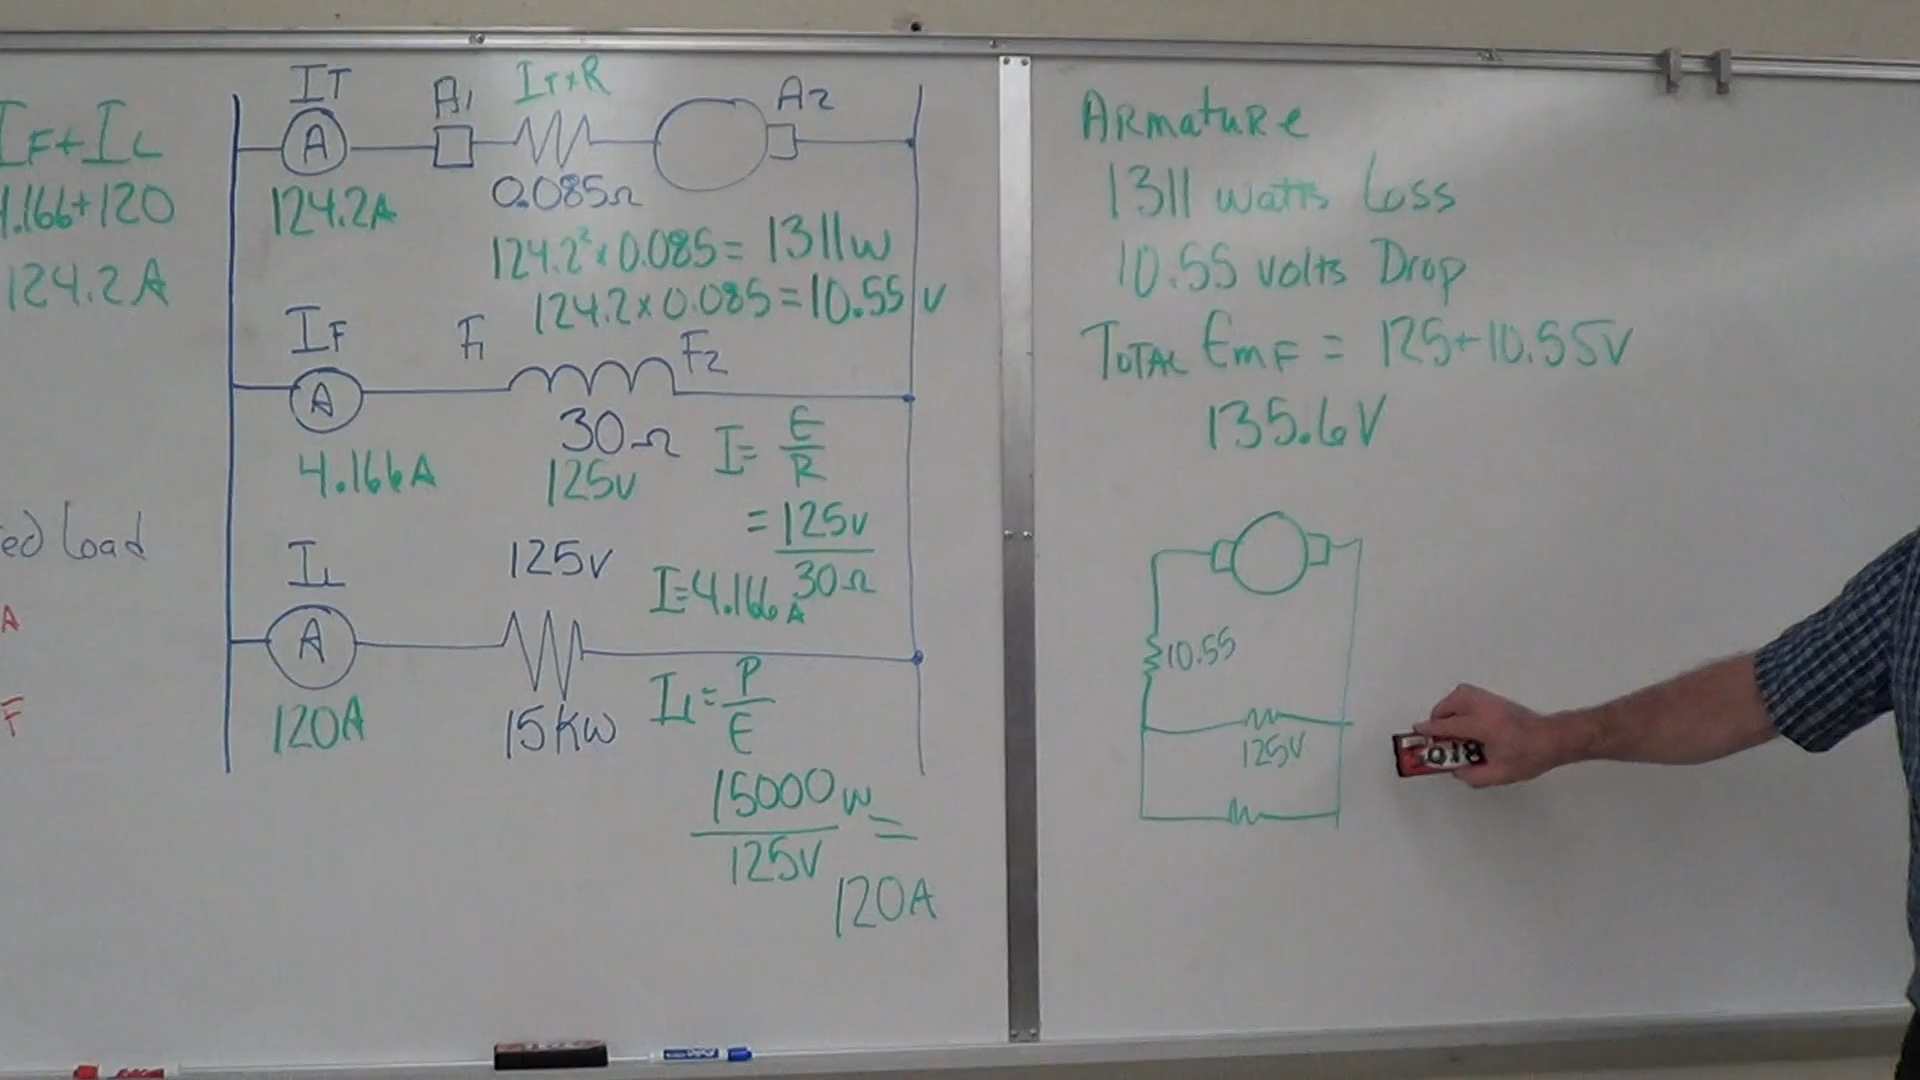 IF+IL
4.166+120
124.2A
ed Load
A
F
IT
A
124.2A
A1
IT×R
A2
0.085Ω
124.2²×0.085=1311w
124.2×0.085=10.55v
IF
A
4.166A
F1
F2
30Ω
125v
I=E/R
=125v/30Ω
I=4.166A
IL
A
120A
125v
15KW
IL=P/E
15000w/125V=
120A
ARmatuRe
1311 watts Loss
10.55 volts Drop
TOTAL EmF = 125+10.55V
135.6V
10.55
125V